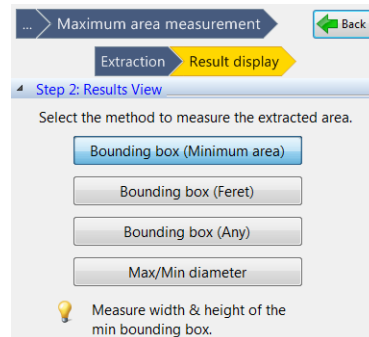 ... Maximum area measurement Back
Extraction Result display
Step 2: Results View
Select the method to measure the extracted area.
Bounding box (Minimum area)
Bounding box (Feret)
Bounding box (Any)
Max/Min diameter
Measure width & height of the
min bounding box.